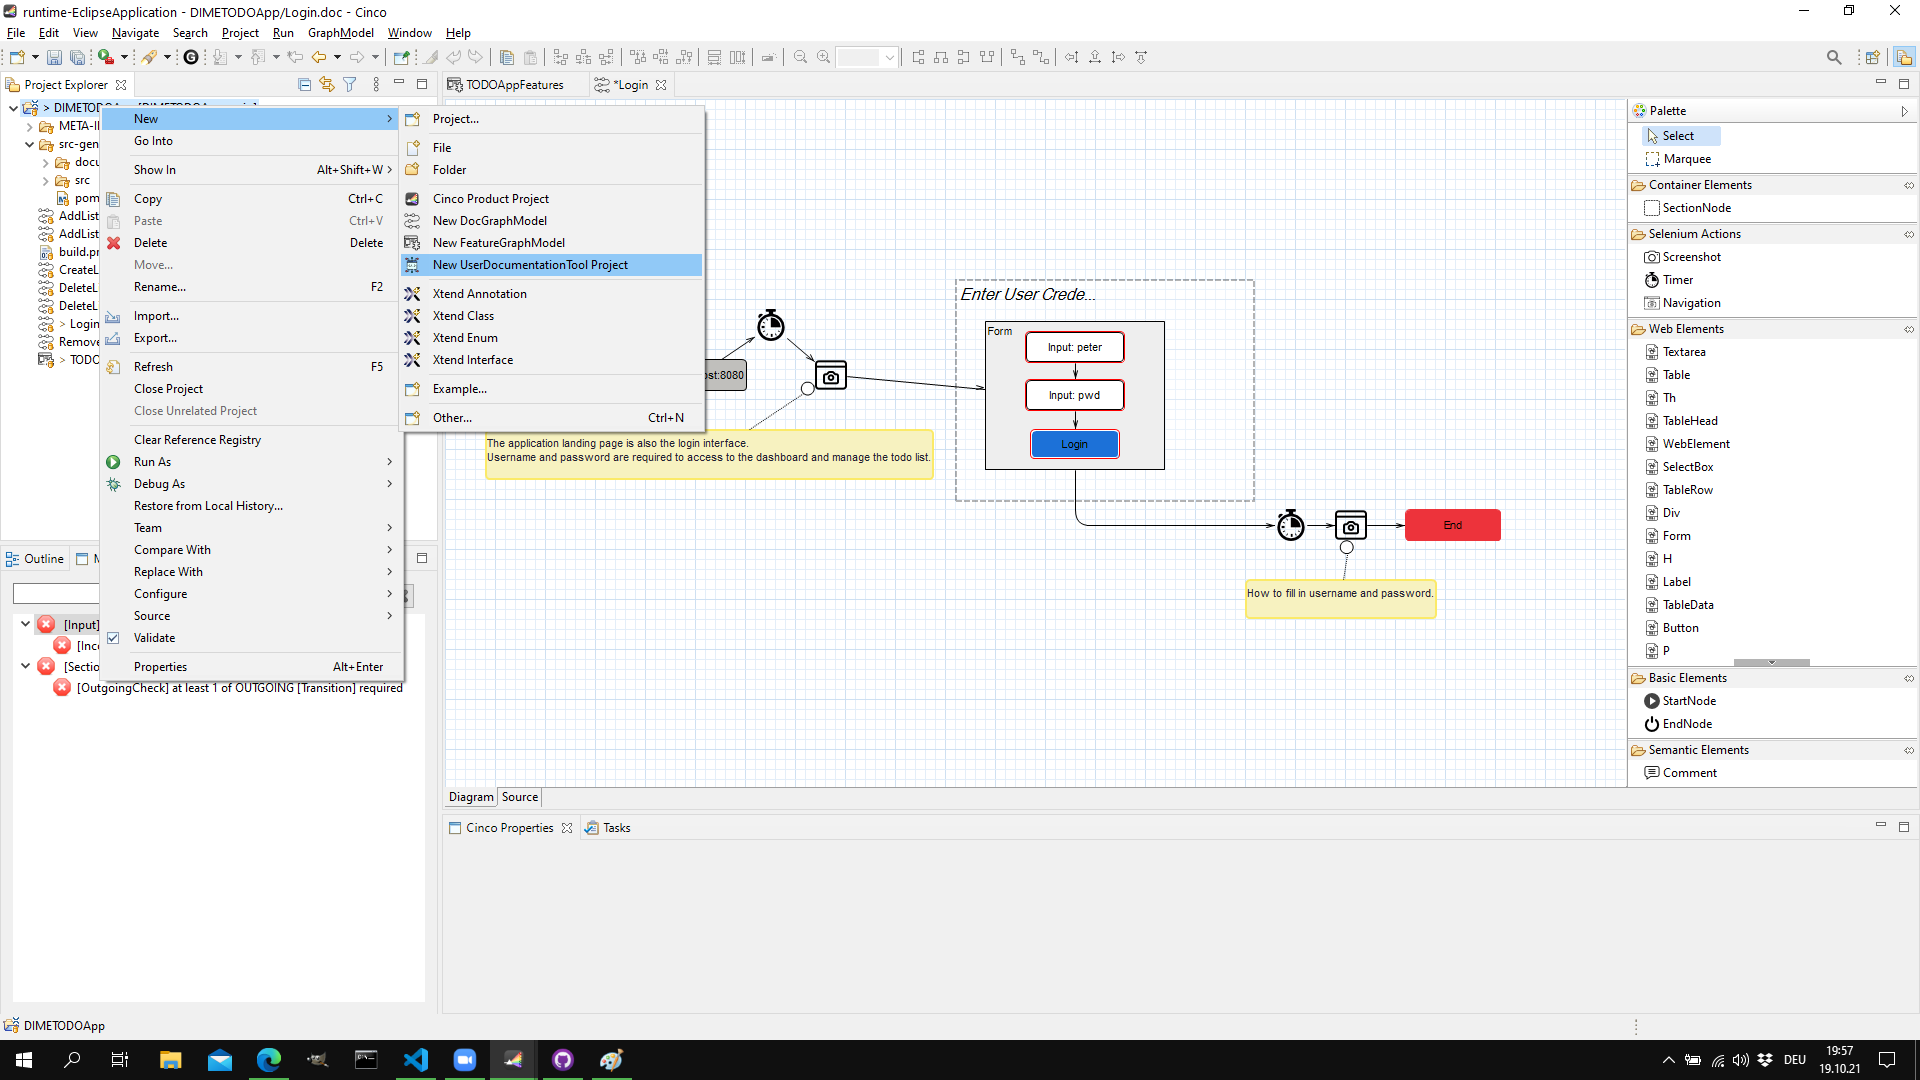 runtime-EclipseApplication - DIMETODOApp/Login.doc - Cinco
File Edit View Navigate Search Project Run GraphModel Window Help
Project Explorer
TODOAppFeatures
*Login
META-I
src-gen
docu
src
pom
AddList
AddList
build.pr
CreateL
DeleteL
DeleteL
> Login
Remove
> TODO
New
Go Into
Show In Alt+Shift+W
Copy Ctrl+C
Paste Ctrl+V
Delete Delete
Move...
Rename... F2
Import...
Export...
Refresh F5
Close Project
Close Unrelated Project
Clear Reference Registry
Run As
Debug As
Restore from Local History...
Team
Compare With
Replace With
Configure
Source
Validate
Properties Alt+Enter
Project...
File
Folder
Cinco Product Project
New DocGraphModel
New FeatureGraphModel
New UserDocumentationTool Project
Xtend Annotation
Xtend Class
Xtend Enum
Xtend Interface
Example...
Other... Ctrl+N
ost:8080
The application landing page is also the login interface.
Username and password are required to access to the dashboard and manage the todo list.
Enter User Crede...
Form
Input: peter
Input: pwd
Login
End
How to fill in username and password.
Palette
Select
Marquee
Container Elements
SectionNode
Selenium Actions
Screenshot
Timer
Navigation
Web Elements
Textarea
Table
Th
TableHead
WebElement
SelectBox
TableRow
Div
Form
H
Label
TableData
Button
P
Basic Elements
StartNode
EndNode
Semantic Elements
Comment
Outline
M
[Input]
[Inco
[Sectio
[OutgoingCheck] at least 1 of OUTGOING [Transition] required
Diagram Source
Cinco Properties
Tasks
DIMETODOApp
DEU
19:57
19.10.21